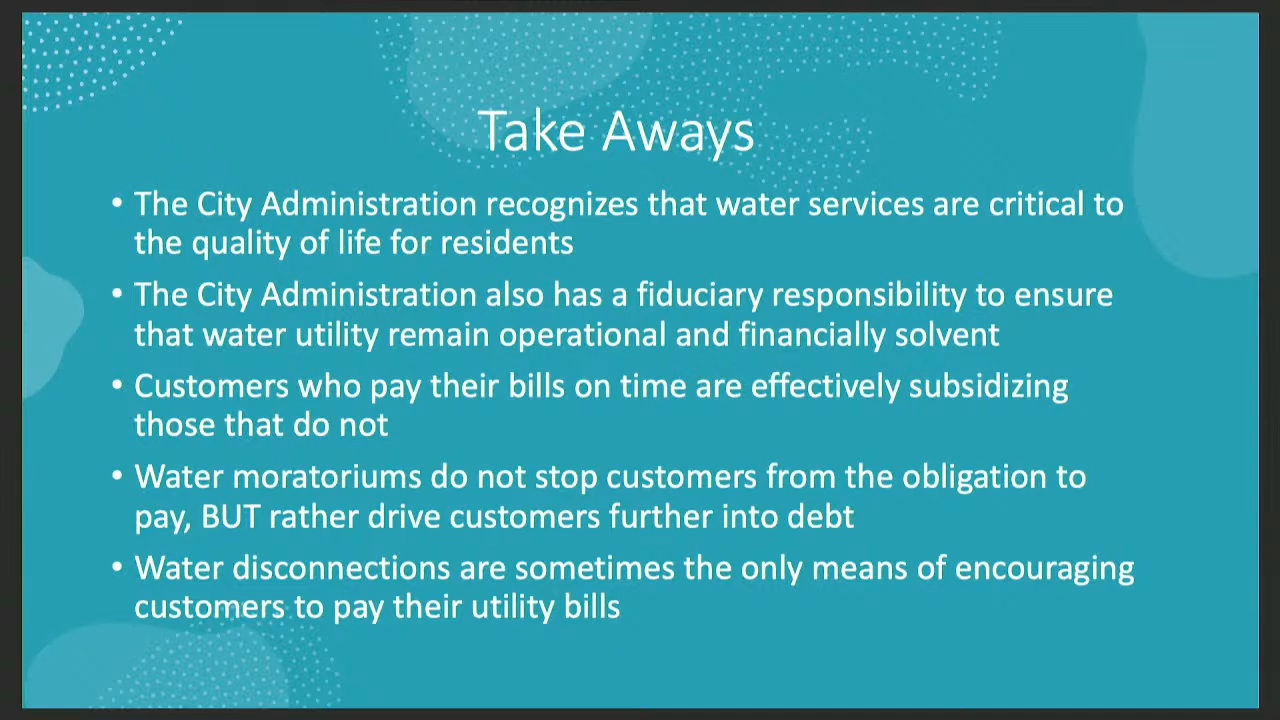 Take Aways
• The City Administration recognizes that water services are critical to
the quality of life for residents
• The City Administration also has a fiduciary responsibility to ensure
that water utility remain operational and financially solvent
• Customers who pay their bills on time are effectively subsidizing
those that do not
• Water moratoriums do not stop customers from the obligation to
pay, BUT rather drive customers further into debt
• Water disconnections are sometimes the only means of encouraging
customers to pay their utility bills